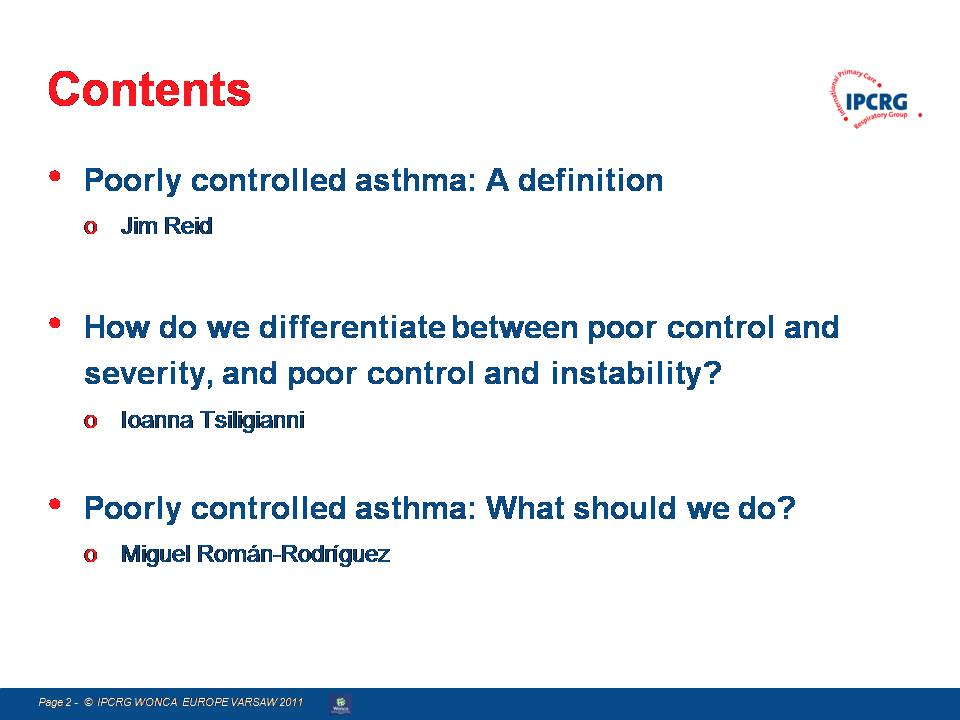 Contents
International Primary Care
IPCRG
Respiratory Group
• Poorly controlled asthma: A definition
o Jim Reid
• How do we differentiate between poor control and
severity, and poor control and instability?
o Ioanna Tsiligianni
• Poorly controlled asthma: What should we do?
o Miguel Román-Rodríguez
Page 2 - © IPCRG WONCA EUROPE VARSAW 2011
Wonca